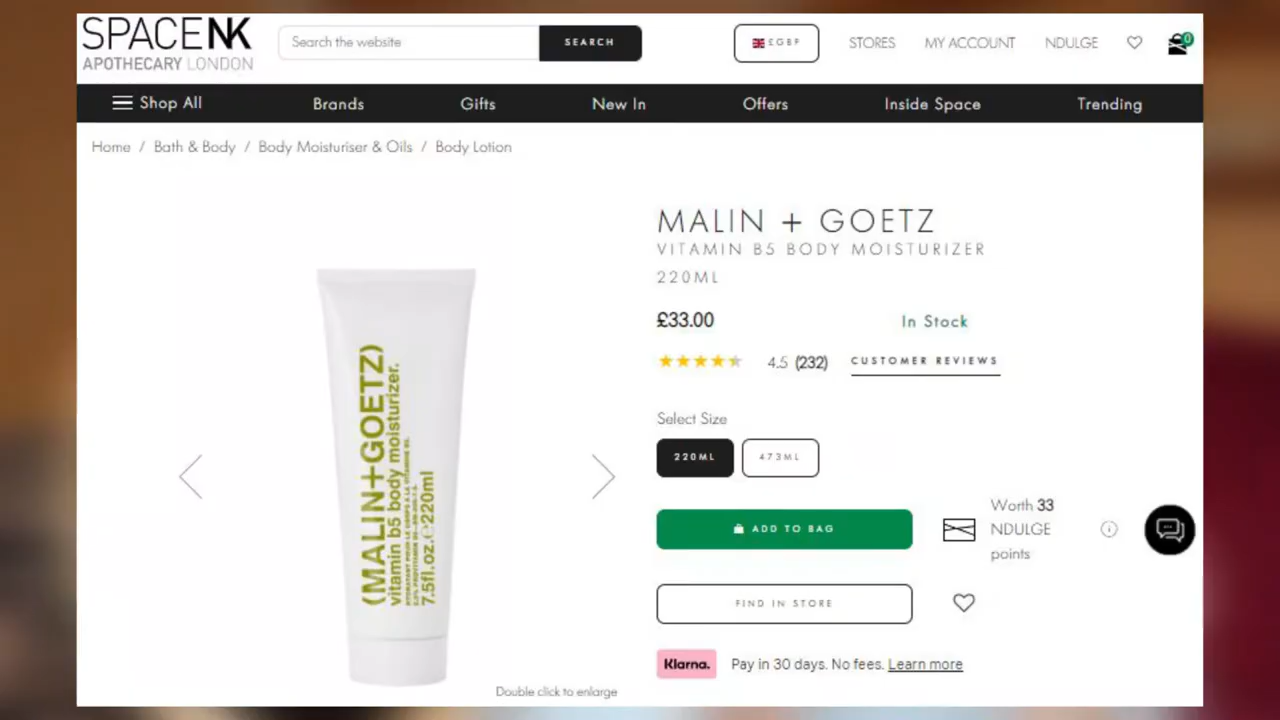 SPACENK
APOTHECARY LONDON
Search the website
SEARCH
£GBP
STORES
MY ACCOUNT
NDULGE
0
Shop All
Brands
Gifts
New In
Offers
Inside Space
Trending
Home / Bath & Body / Body Moisturiser & Oils / Body Lotion
MALIN + GOETZ
VITAMIN B5 BODY MOISTURIZER
220ML
£33.00
In Stock
4.5 (232)
CUSTOMER REVIEWS
Select Size
220ML
473ML
ADD TO BAG
Worth 33
NDULGE
points
FIND IN STORE
Klarna.
Pay in 30 days. No fees. Learn more
(MALIN+GOETZ)
vitamin b5 body moisturizer.
7.5fl.oz.℮220ml
Double click to enlarge